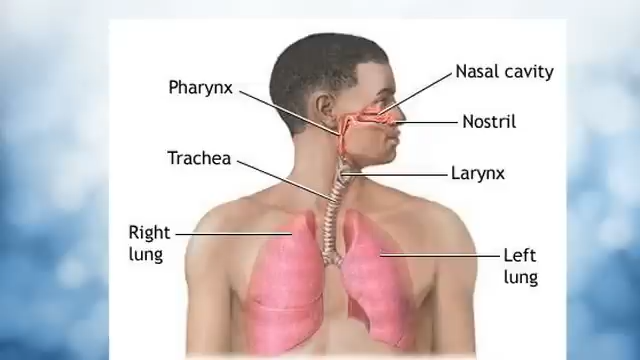 Nasal cavity
Pharynx
Nostril
Trachea
Larynx
Right
lung
Left
lung